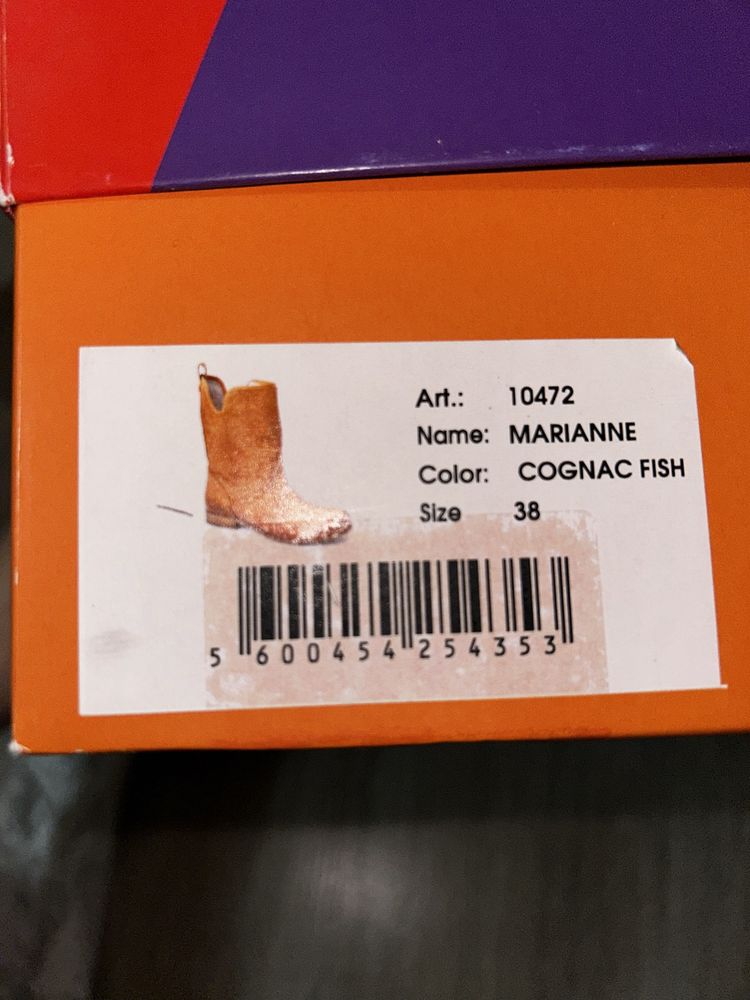 Art.: 10472
Name: MARIANNE
Color: COGNAC FISH
Size 38
5 600454 254353